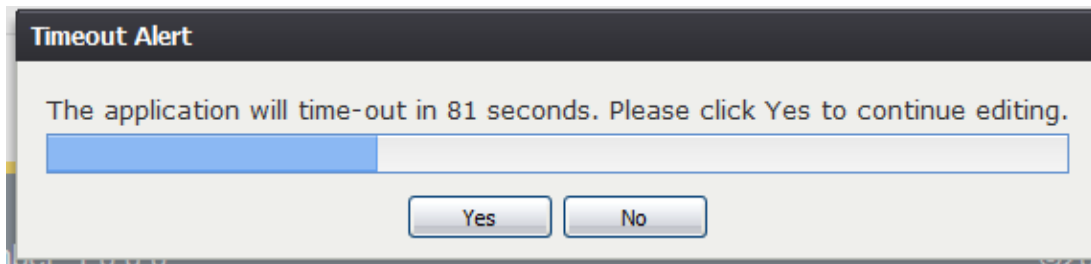 Timeout Alert
The application will time-out in 81 seconds. Please click Yes to continue editing.
Yes No